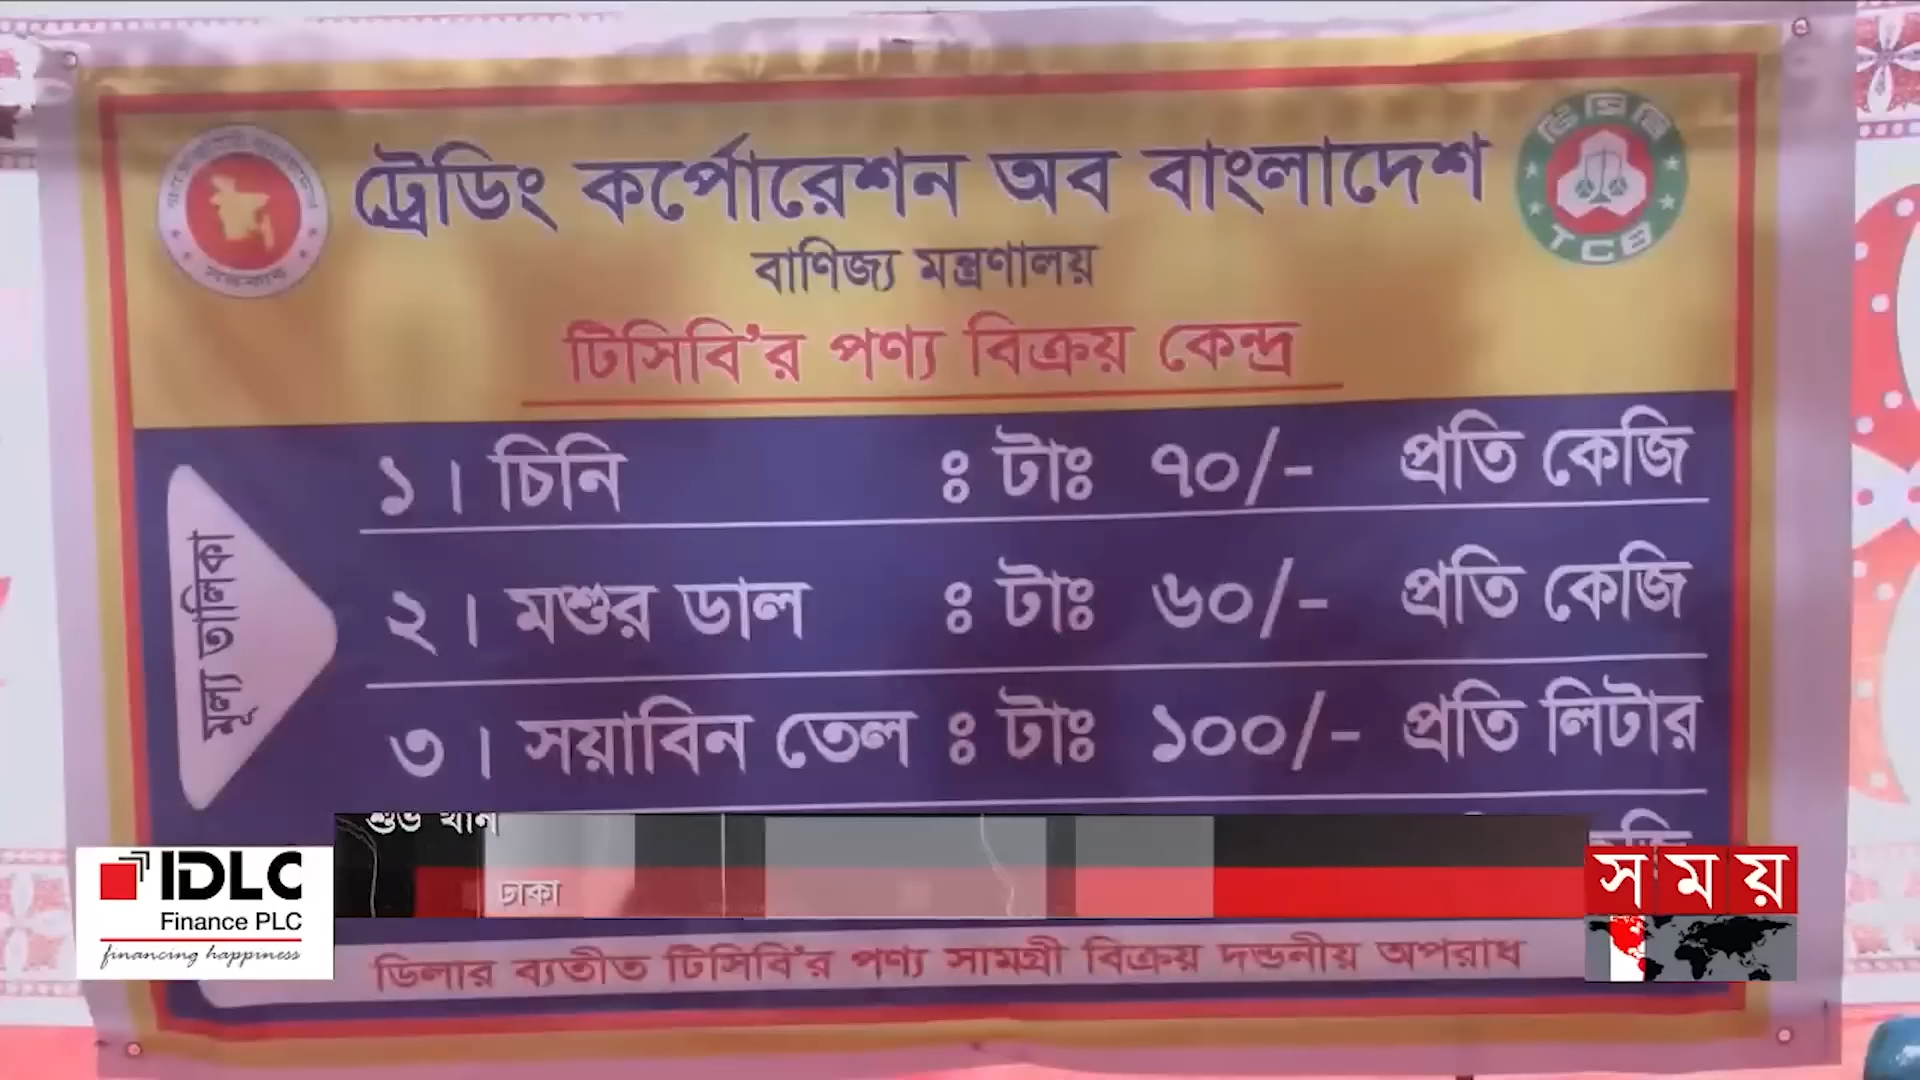 ট্রেডিং কর্পোরেশন অব বাংলাদেশ
বাণিজ্য মন্ত্রণালয়
টিসিবি'র পণ্য বিক্রয় কেন্দ্র
টিসিবি
TCB
মূল্য তালিকা
১। চিনি ঃ টাঃ ৭০/- প্রতি কেজি
২। মশুর ডাল ঃ টাঃ ৬০/- প্রতি কেজি
৩। সয়াবিন তেল ঃ টাঃ ১০০/- প্রতি লিটার
শুভ খান
ঢাকা
IDLC
Finance PLC
financing happiness
সময়
ডিলার ব্যতীত টিসিবি'র পণ্য সামগ্রী বিক্রয় দন্ডনীয় অপরাধ